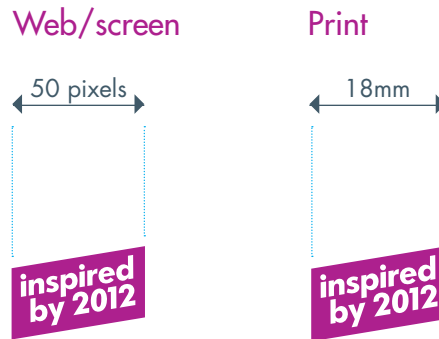 Web/screen
Print
50 pixels
18mm
inspired
by 2012
inspired
by 2012